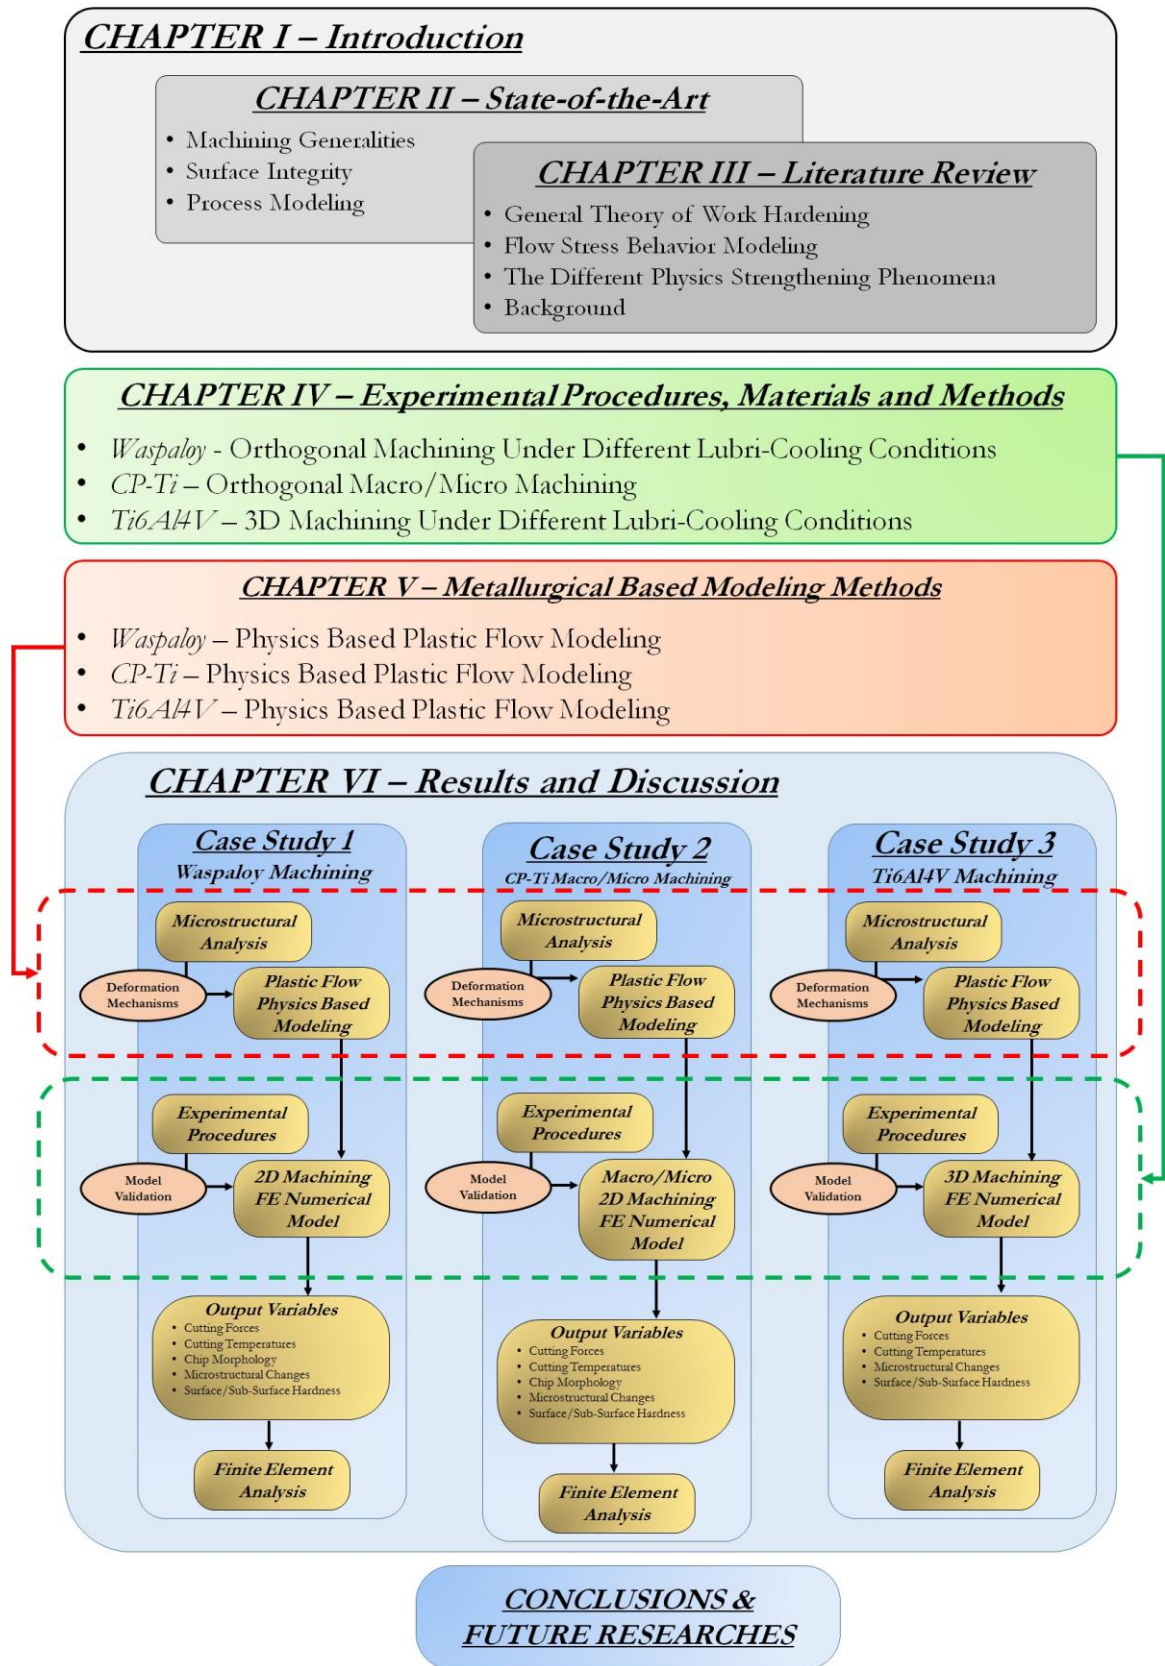 CHAPTER I – Introduction
CHAPTER II – State-of-the-Art
• Machining Generalities
• Surface Integrity
• Process Modeling
CHAPTER III – Literature Review
• General Theory of Work Hardening
• Flow Stress Behavior Modeling
• The Different Physics Strengthening Phenomena
• Background
CHAPTER IV – Experimental Procedures, Materials and Methods
• Waspaloy - Orthogonal Machining Under Different Lubri-Cooling Conditions
• CP-Ti – Orthogonal Macro/Micro Machining
• Ti6Al4V – 3D Machining Under Different Lubri-Cooling Conditions
CHAPTER V – Metallurgical Based Modeling Methods
• Waspaloy – Physics Based Plastic Flow Modeling
• CP-Ti – Physics Based Plastic Flow Modeling
• Ti6Al4V – Physics Based Plastic Flow Modeling
CHAPTER VI – Results and Discussion
Case Study 1
Waspaloy Machining
Microstructural
Analysis
Deformation
Mechanisms
Plastic Flow
Physics Based
Modeling
Experimental
Procedures
Model
Validation
2D Machining
FE Numerical
Model
Output Variables
• Cutting Forces
• Cutting Temperatures
• Chip Morphology
• Microstructural Changes
• Surface/Sub-Surface Hardness
Finite Element
Analysis
Case Study 2
CP-Ti Macro/Micro Machining
Microstructural
Analysis
Deformation
Mechanisms
Plastic Flow
Physics Based
Modeling
Experimental
Procedures
Model
Validation
Macro/Micro
2D Machining
FE Numerical
Model
Output Variables
• Cutting Forces
• Cutting Temperatures
• Chip Morphology
• Microstructural Changes
• Surface/Sub-Surface Hardness
Finite Element
Analysis
Case Study 3
Ti6Al4V Machining
Microstructural
Analysis
Deformation
Mechanisms
Plastic Flow
Physics Based
Modeling
Experimental
Procedures
Model
Validation
3D Machining
FE Numerical
Model
Output Variables
• Cutting Forces
• Cutting Temperatures
• Microstructural Changes
• Surface/Sub-Surface Hardness
Finite Element
Analysis
CONCLUSIONS &
FUTURE RESEARCHES